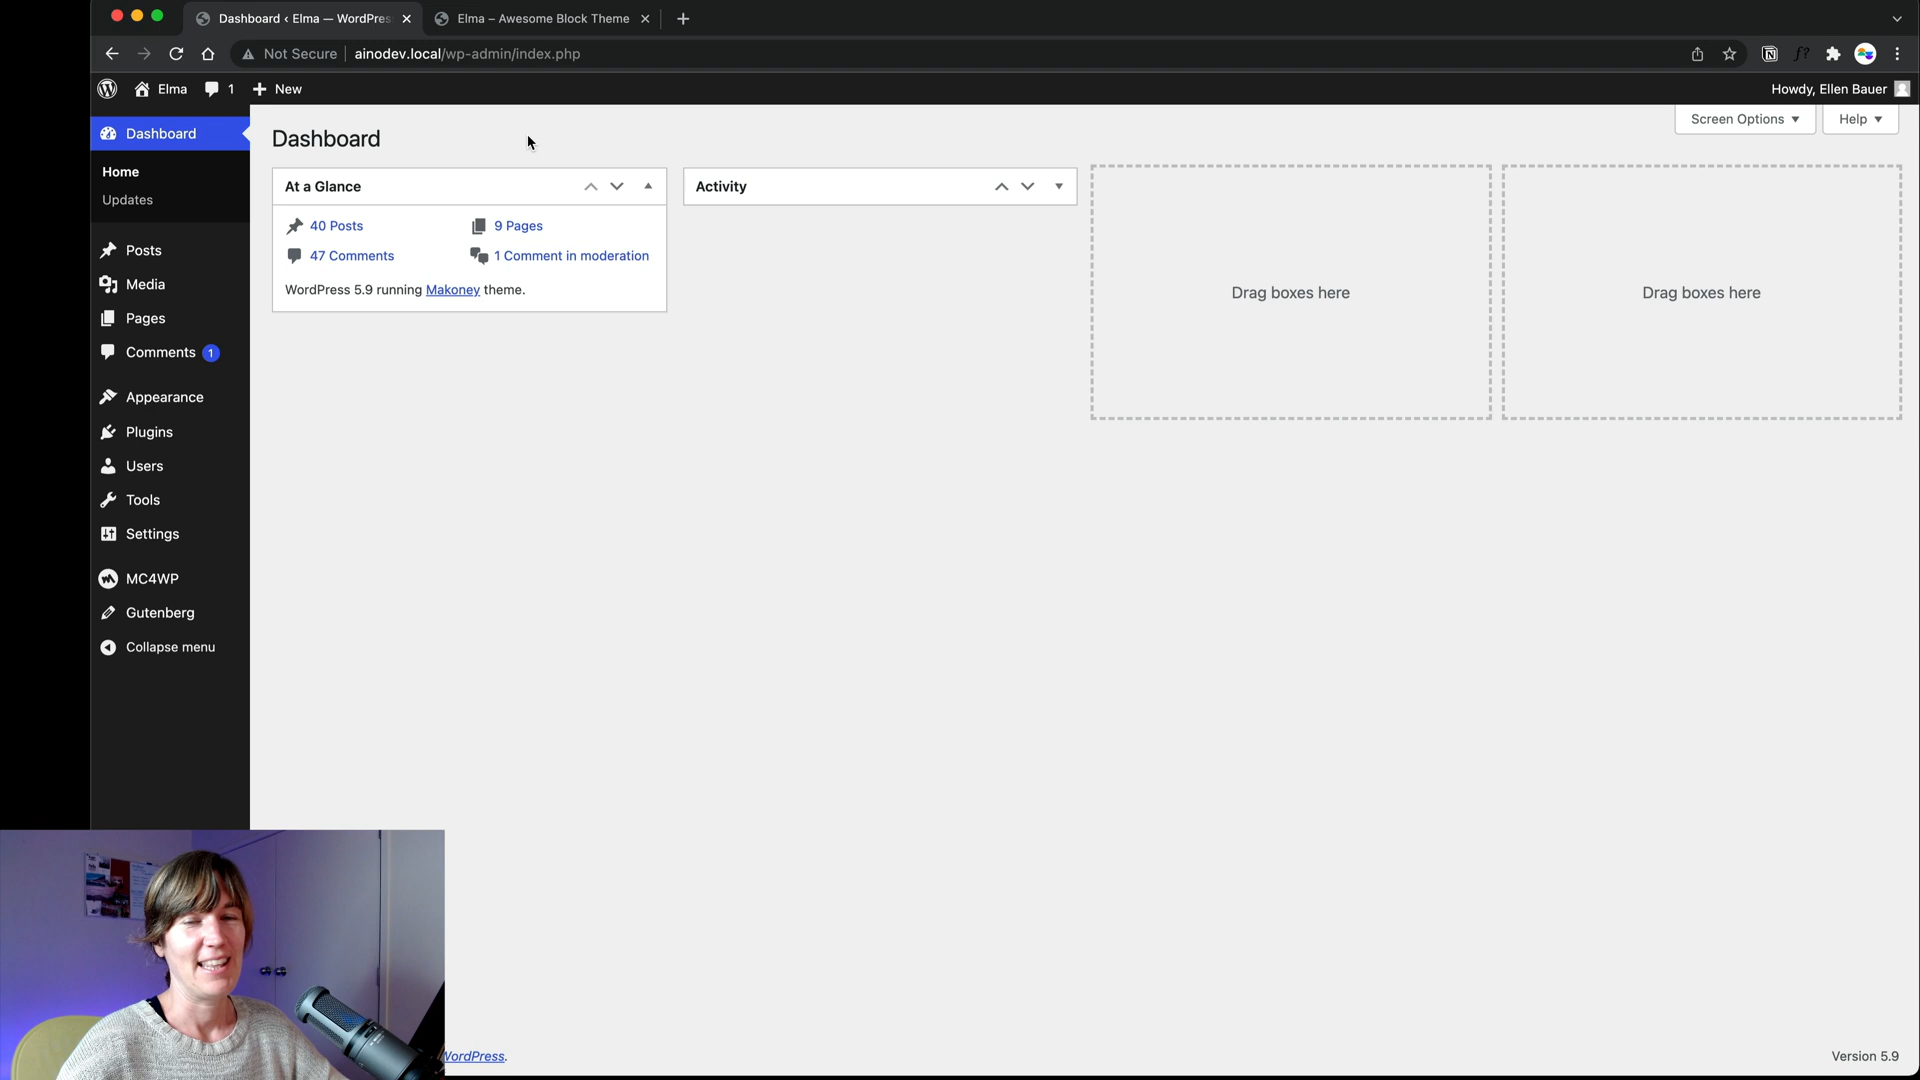 Dashboard ‹ Elma — WordPres
Elma – Awesome Block Theme
Not Secure
ainodev.local/wp-admin/index.php
Elma
1
New
Howdy, Ellen Bauer
Dashboard
Home
Updates
Posts
Media
Pages
Comments 1
Appearance
Plugins
Users
Tools
Settings
MC4WP
Gutenberg
Collapse menu
Screen Options
Help
Dashboard
At a Glance
40 Posts
9 Pages
47 Comments
1 Comment in moderation
WordPress 5.9 running Makoney theme.
Activity
Drag boxes here
Drag boxes here
WordPress.
Version 5.9